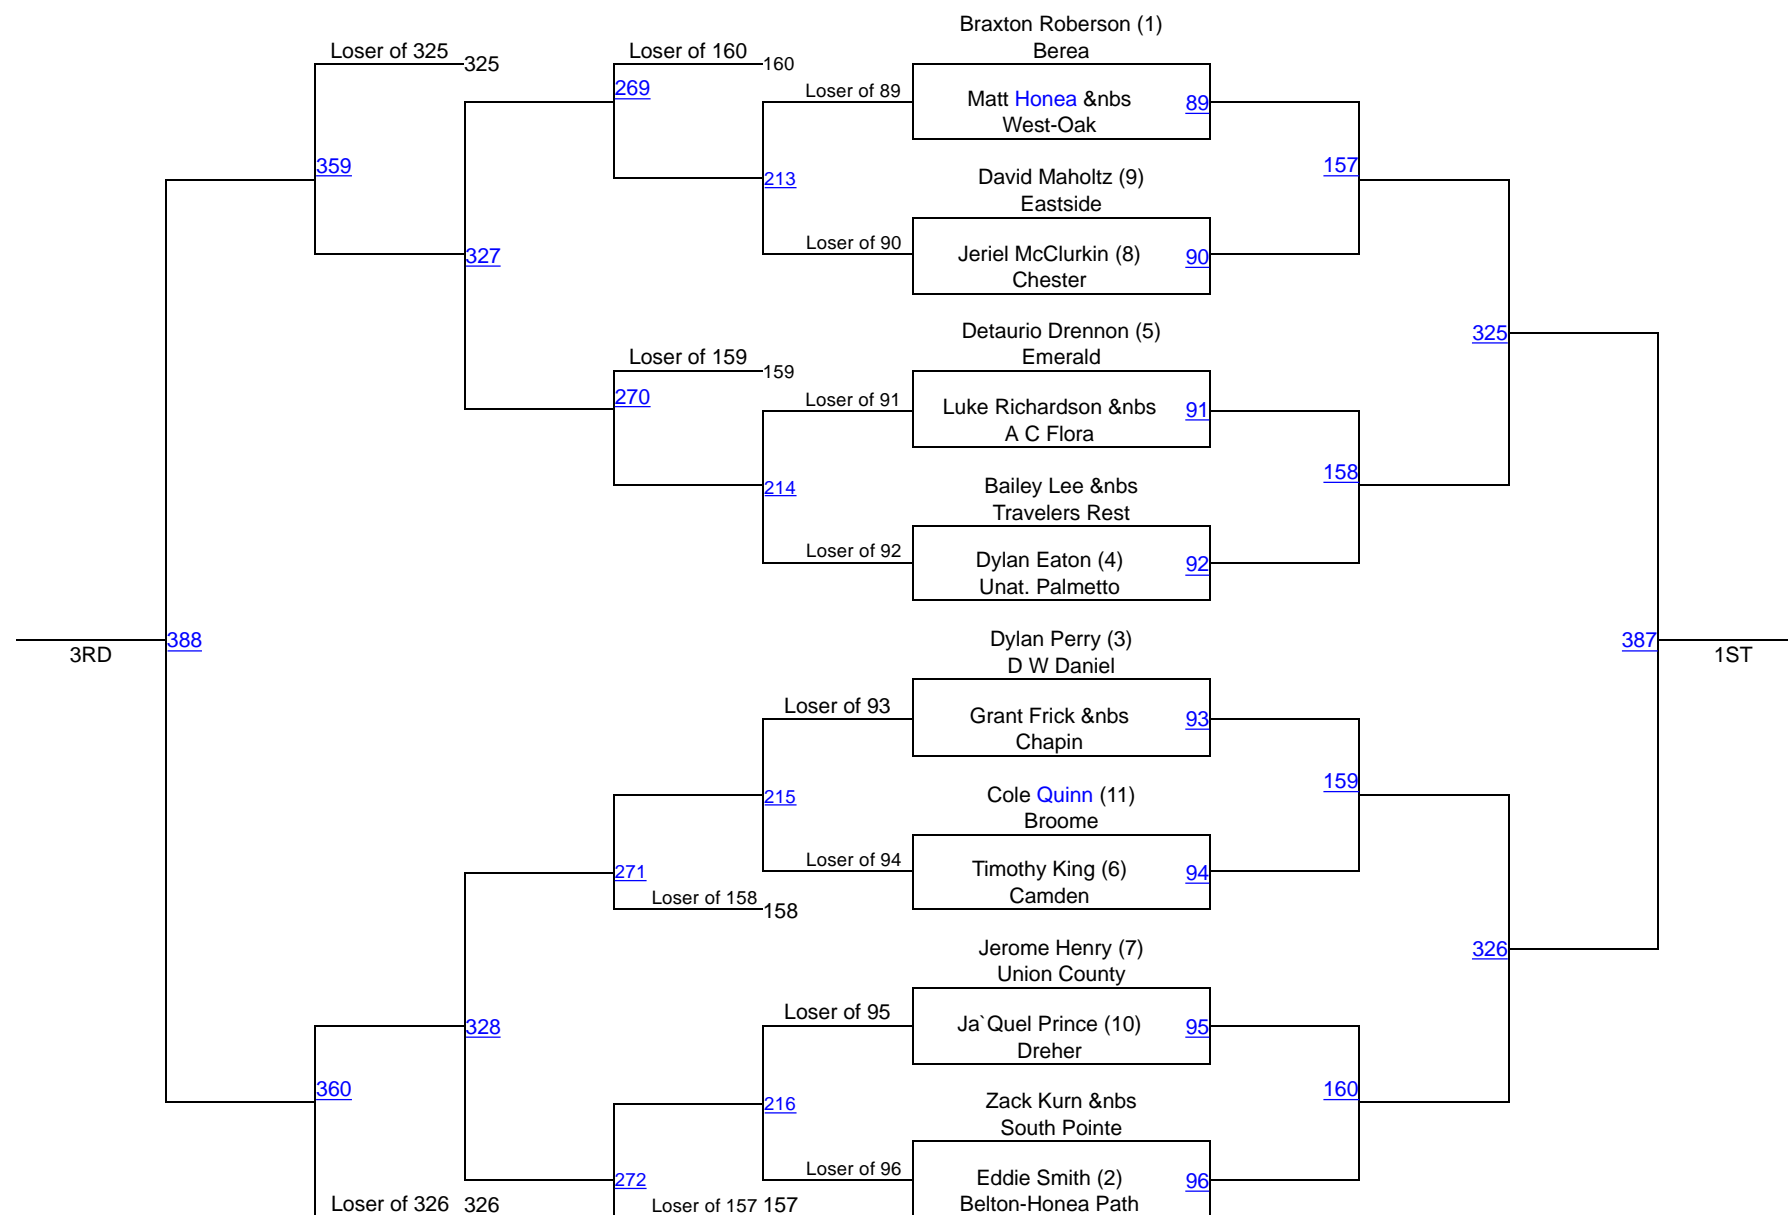 Braxton Roberson (1)
Loser of 325
325
Loser of 160
160
Berea
269
Loser of 89
Matt Honea &nbs
89
West-Oak
359
213
David Maholtz (9)
157
Eastside
327
Loser of 90
Jeriel McClurkin (8)
90
Chester
Detaurio Drennon (5)
325
Loser of 159
159
Emerald
270
Loser of 91
Luke Richardson &nbs
91
A C Flora
214
Bailey Lee &nbs
158
Travelers Rest
Loser of 92
Dylan Eaton (4)
92
Unat. Palmetto
3RD
388
Dylan Perry (3)
387
1ST
D W Daniel
Loser of 93
Grant Frick &nbs
93
Chapin
215
Cole Quinn (11)
159
Broome
271
Loser of 94
Timothy King (6)
94
Loser of 158
158
Camden
Jerome Henry (7)
326
Union County
328
Loser of 95
Ja`Quel Prince (10)
95
Dreher
360
216
Zack Kurn &nbs
160
South Pointe
272
Loser of 96
Eddie Smith (2)
96
Loser of 326
326
Loser of 157
157
Belton-Honea Path